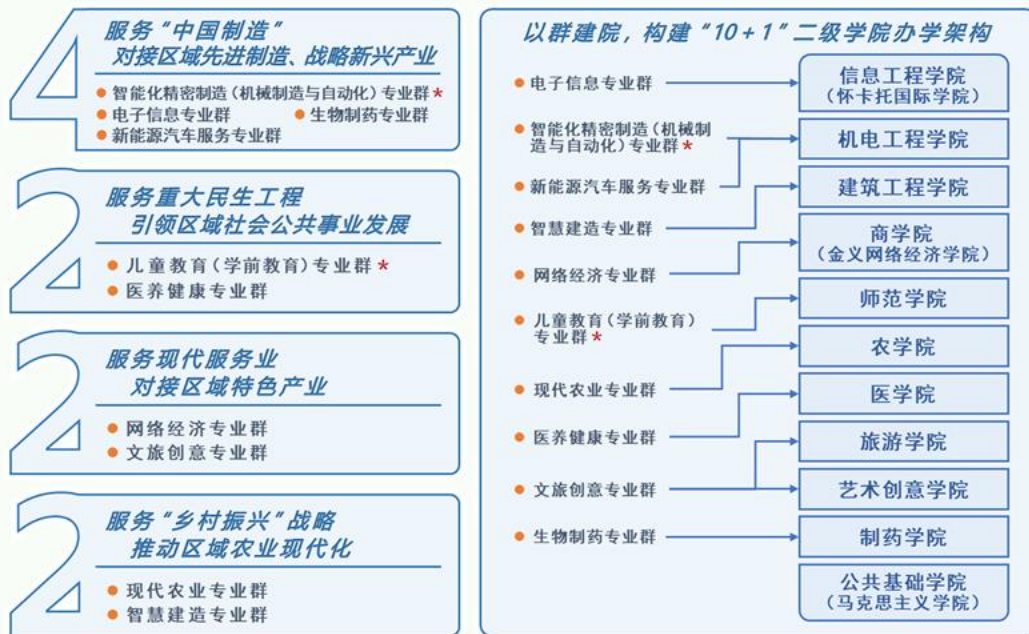 4
服务“中国制造”
对接区域先进制造、战略新兴产业
智能化精密制造(机械制造与自动化)专业群*
电子信息专业群 生物制药专业群
新能源汽车服务专业群
2
服务重大民生工程
引领区域社会公共事业发展
儿童教育(学前教育)专业群*
医养健康专业群
2
服务现代服务业
对接区域特色产业
网络经济专业群
文旅创意专业群
2
服务“乡村振兴”战略
推动区域农业现代化
现代农业专业群
智慧建造专业群
以群建院,构建“10+1”二级学院办学架构
电子信息专业群
智能化精密制造(机械制
造与自动化)专业群*
新能源汽车服务专业群
智慧建造专业群
网络经济专业群
儿童教育(学前教育)
专业群*
现代农业专业群
医养健康专业群
文旅创意专业群
生物制药专业群
信息工程学院
(怀卡托国际学院)
机电工程学院
建筑工程学院
商学院
(金义网络经济学院)
师范学院
农学院
医学院
旅游学院
艺术创意学院
制药学院
公共基础学院
(马克思主义学院)